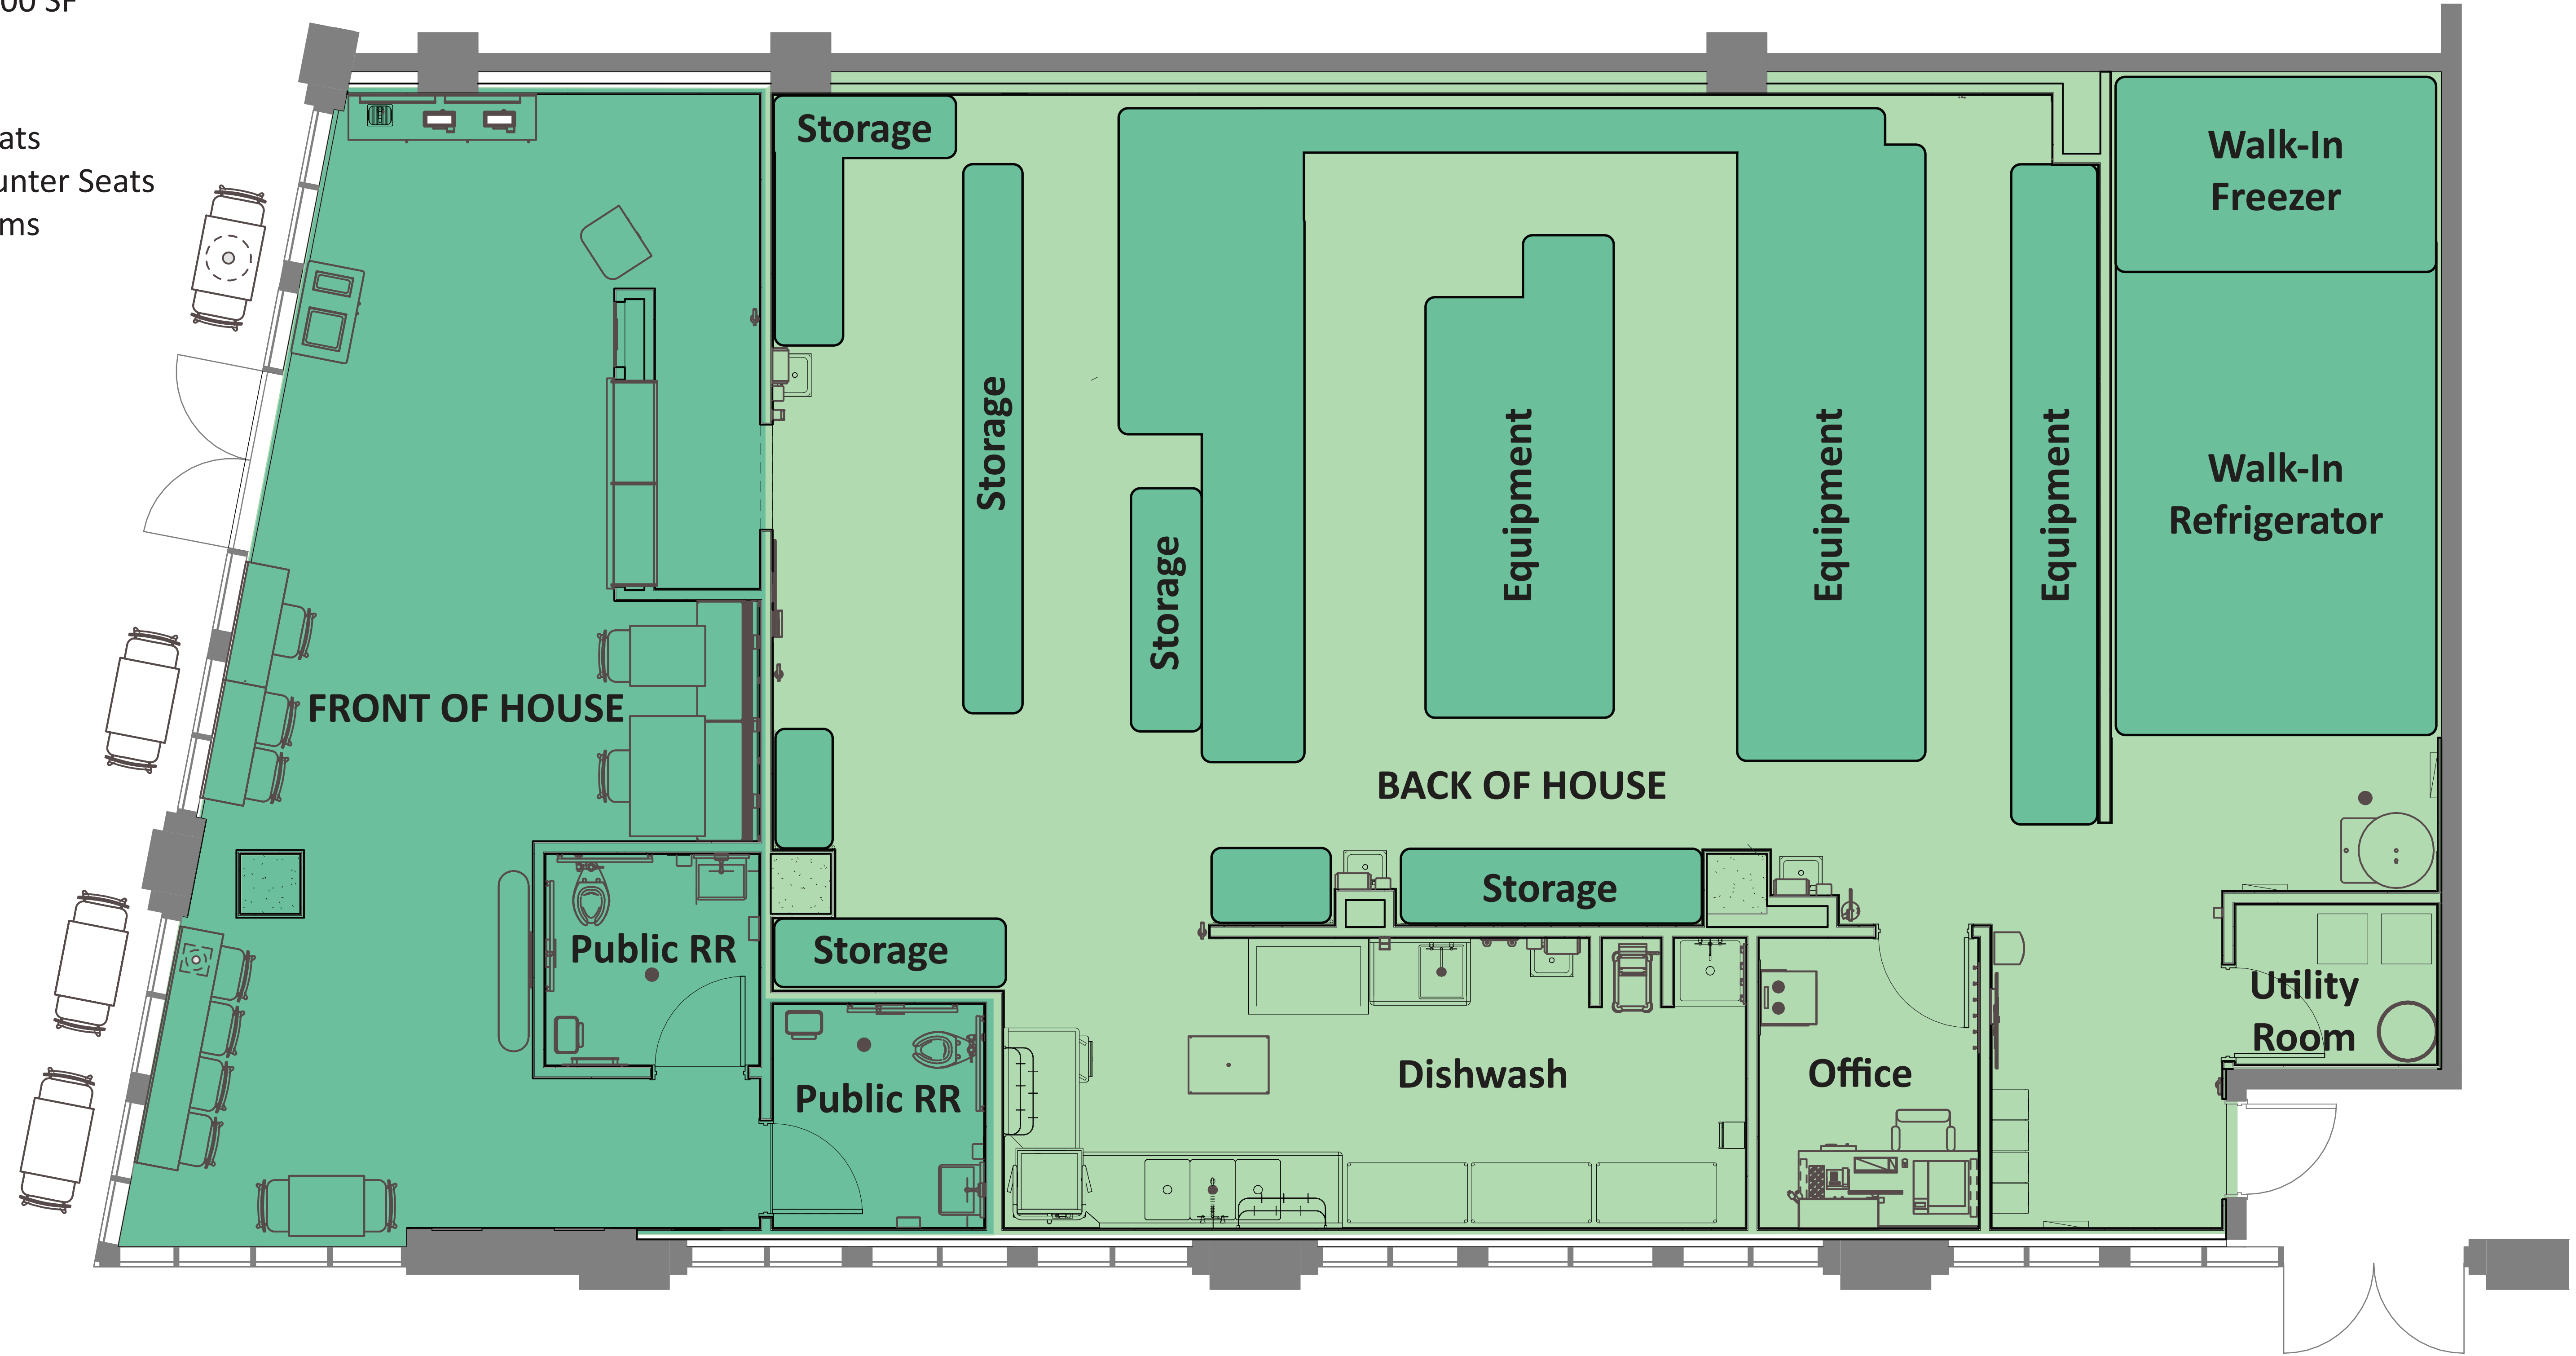 00 SF
ats
unter Seats
ms
Storage
Walk-In
Freezer
Storage
Storage
Equipment
Equipment
Equipment
Walk-In
Refrigerator
FRONT OF HOUSE
BACK OF HOUSE
Storage
Public RR
Storage
Public RR
Dishwash
Office
Utility
Room